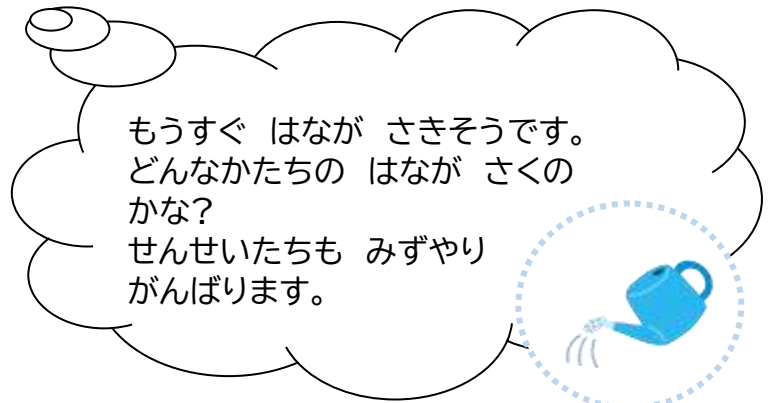 もうすぐ　はなが　さきそうです。
どんなかたちの　はなが　さくの
かな？
せんせいたちも　みずやり
がんばります。